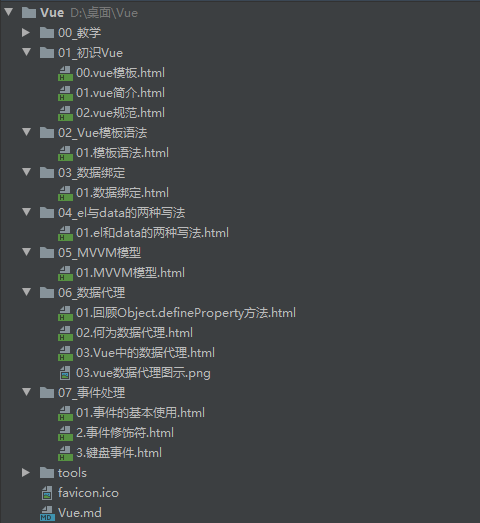 Vue D:\桌面\Vue
00_教学
01_初识Vue
00.vue模板.html
01.vue简介.html
02.vue规范.html
02_Vue模板语法
01.模板语法.html
03_数据绑定
01.数据绑定.html
04_el与data的两种写法
01.el和data的两种写法.html
05_MVVM模型
01.MVVM模型.html
06_数据代理
01.回顾Object.defineProperty方法.html
02.何为数据代理.html
03.Vue中的数据代理.html
03.vue数据代理图示.png
07_事件处理
01.事件的基本使用.html
2.事件修饰符.html
3.键盘事件.html
tools
favicon.ico
Vue.md